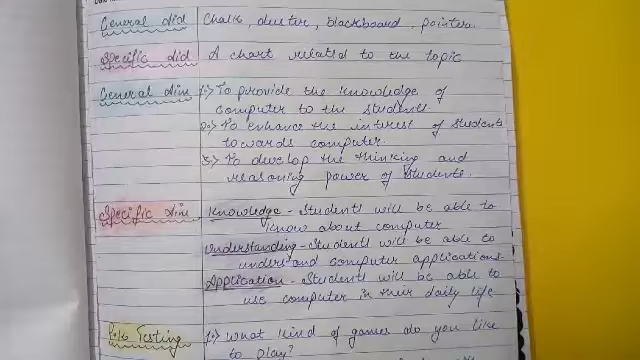 General Aid Chalk, duster, blackboard, pointer.
Specific Aid A chart related to the topic
General Aim 1.> To provide the knowledge of
computer to the students.
2.> To enhance the interest of students
towards computer.
3.> To develop the thinking and
reasoning power of students.
Specific Aim Knowledge - Students will be able to
know about computer
Understanding - Students will be able to
understand computer applications
Application - Students will be able to
use computer in their daily life
P.K. Testing 1.> What kind of games do you like
to play?